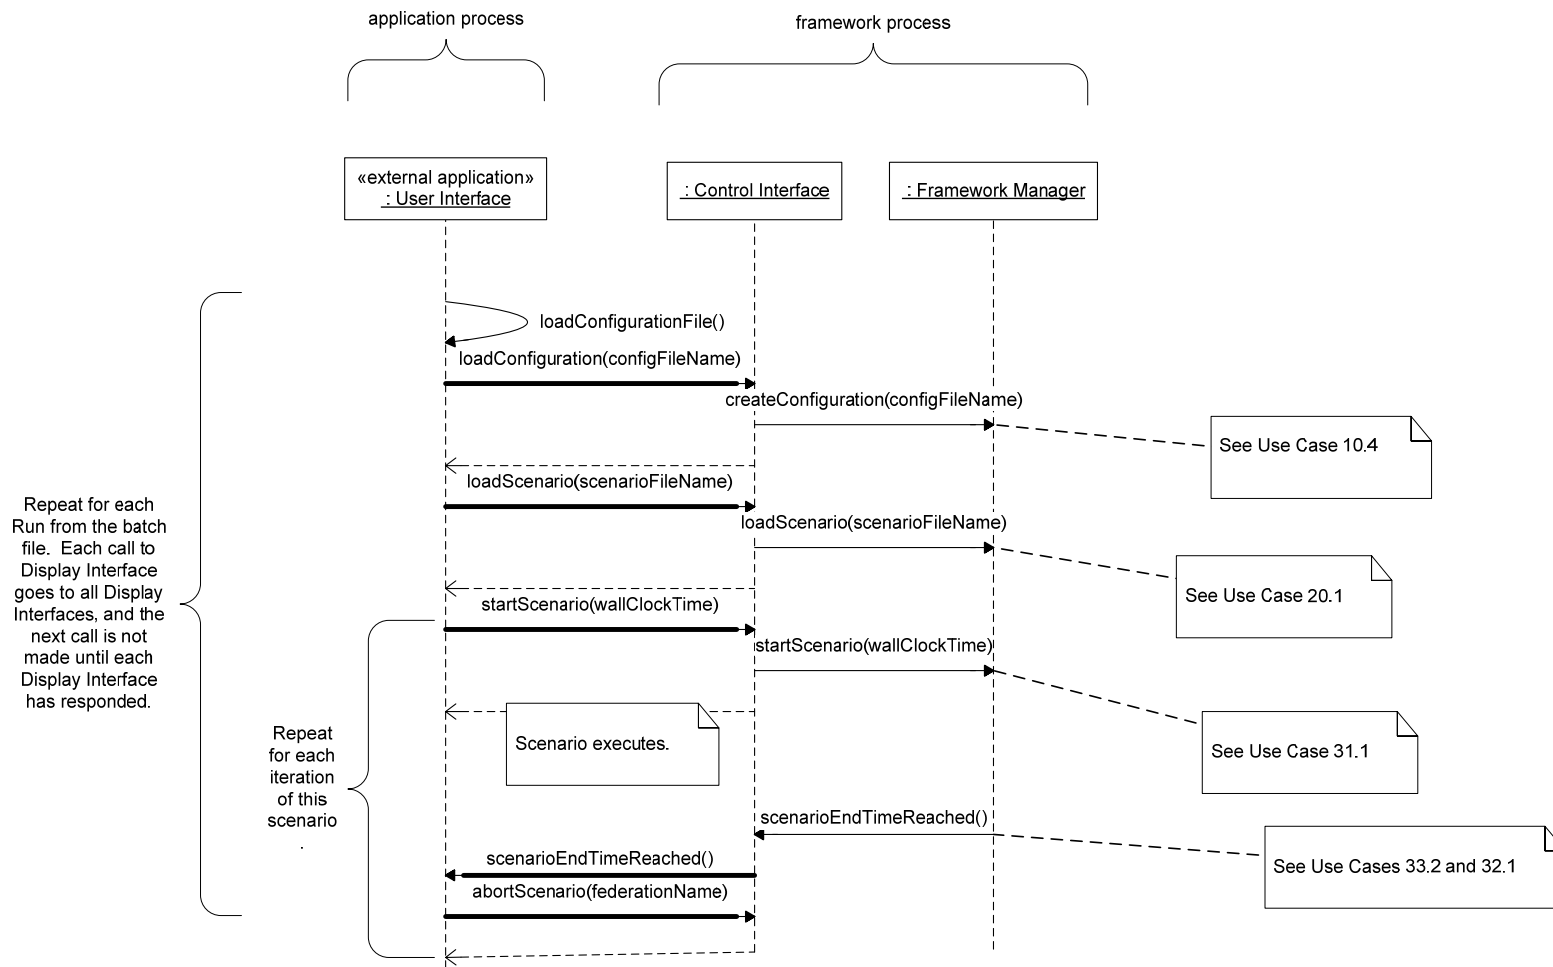 application process
framework process
«external application»
: User Interface
: Control Interface
: Framework Manager
loadConfigurationFile()
loadConfiguration(configFileName)
createConfiguration(configFileName)
See Use Case 10.4
loadScenario(scenarioFileName)
loadScenario(scenarioFileName)
See Use Case 20.1
startScenario(wallClockTime)
startScenario(wallClockTime)
See Use Case 31.1
Scenario executes.
scenarioEndTimeReached()
See Use Cases 33.2 and 32.1
scenarioEndTimeReached()
abortScenario(federationName)
Repeat for each
Run from the batch
file. Each call to
Display Interface
goes to all Display
Interfaces, and the
next call is not
made until each
Display Interface
has responded.
Repeat
for each
iteration
of this
scenario
.